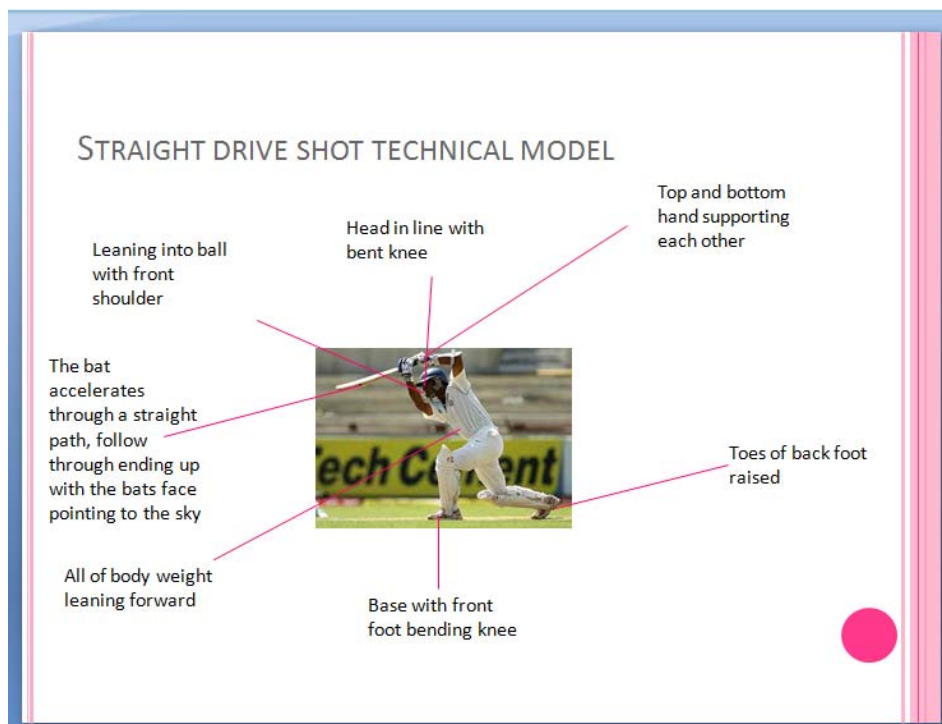 STRAIGHT DRIVE SHOT TECHNICAL MODEL
Top and bottom
hand supporting
each other
Head in line with
bent knee
Leaning into ball
with front
shoulder
The bat
accelerates
through a straight
path, follow
through ending up
with the bats face
pointing to the sky
Toes of back foot
raised
All of body weight
leaning forward
Base with front
foot bending knee